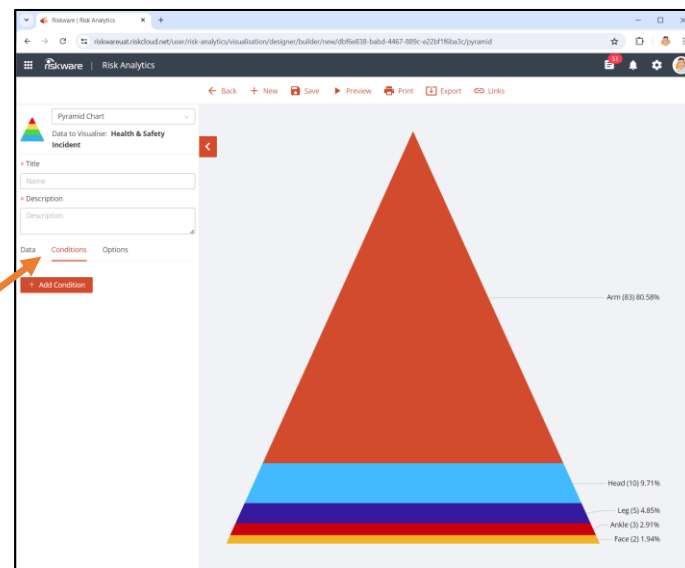 Riskware | Risk Analytics
riskwareuat.riskcloud.net/user/risk-analytics/visualisation/designer/builder/new/dbf6e838-babd-4467-889c-e22bf1f6ba3c/pyramid
riskware | Risk Analytics
51
Back New Save Preview Print Export Links
Pyramid Chart
Data to Visualise: Health & Safety
Incident
* Title
Name
* Description
Description
Data Conditions Options
+ Add Condition
Arm (83) 80.58%
Head (10) 9.71%
Leg (5) 4.85%
Ankle (3) 2.91%
Face (2) 1.94%